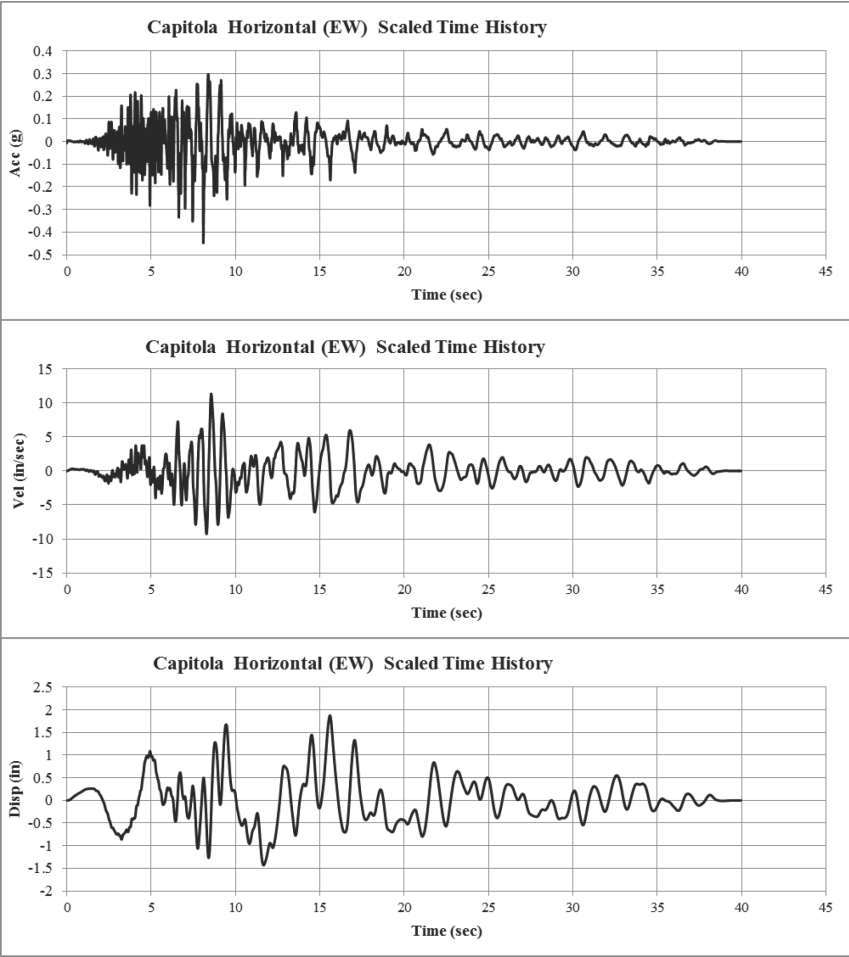 Capitola Horizontal (EW) Scaled Time History
0.4
0.3
0.2
0.1
0
-0.1
-0.2
-0.3
-0.4
-0.5
Acc (g)
0 5 10 15 20 25 30 35 40 45
Time (sec)
Capitola Horizontal (EW) Scaled Time History
15
10
5
0
-5
-10
-15
Vel (in/sec)
0 5 10 15 20 25 30 35 40 45
Time (sec)
Capitola Horizontal (EW) Scaled Time History
2.5
2
1.5
1
0.5
0
-0.5
-1
-1.5
-2
Disp (in)
0 5 10 15 20 25 30 35 40 45
Time (sec)